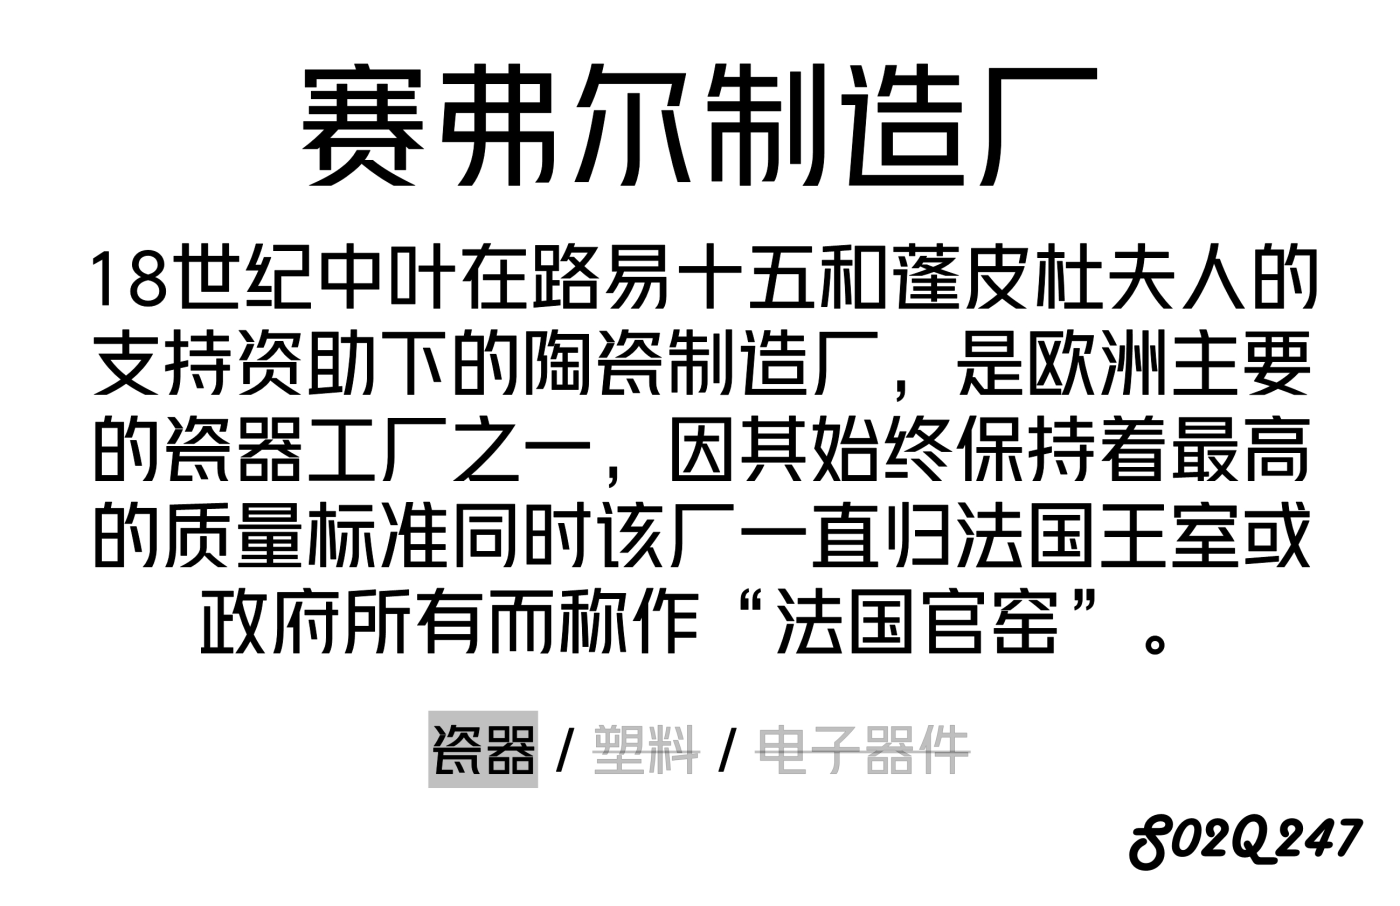 赛弗尔制造厂
18世纪中叶在路易十五和蓬皮杜夫人的
支持资助下的陶瓷制造厂，是欧洲主要
的瓷器工厂之一，因其始终保持着最高
的质量标准同时该厂一直归法国王室或
政府所有而称作“法国官窑”。
瓷器 / 塑料 / 电子器件
S02Q247